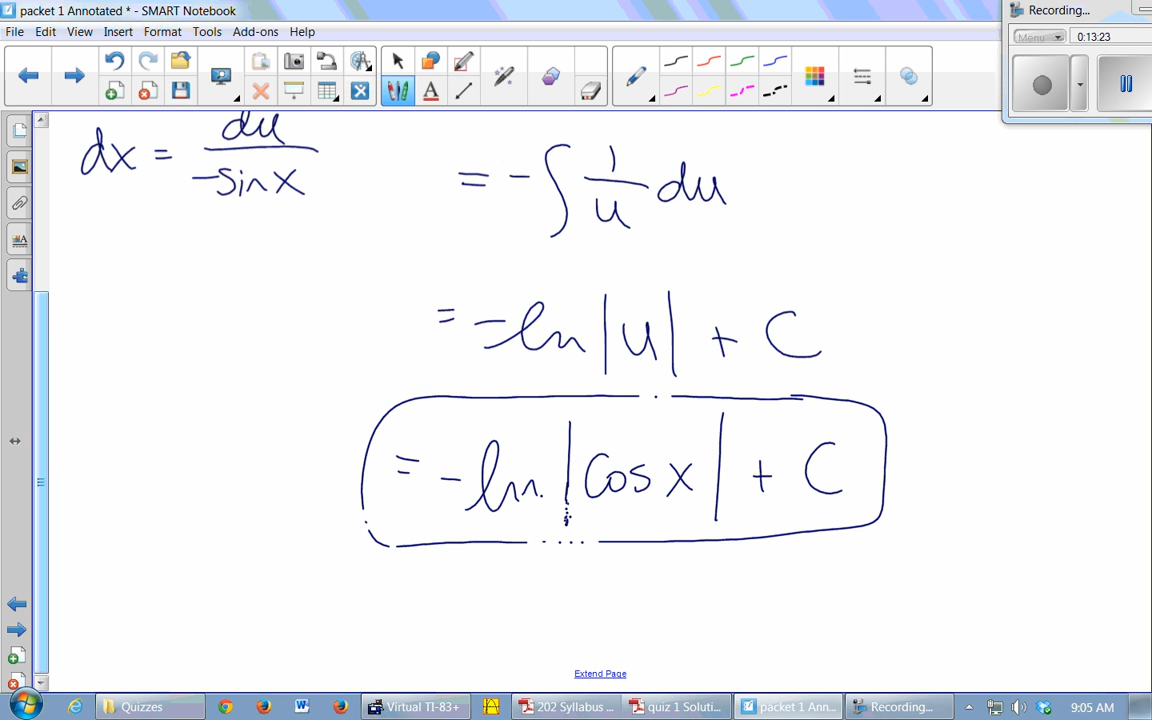 packet 1 Annotated * - SMART Notebook
Recording...
File Edit View Insert Format Tools Add-ons Help
Menu
0:13:23
dx = du / -sin x
= - ∫ 1/u du
= -ln |u| + C
= -ln |cos x| + C
Extend Page
Quizzes
Virtual TI-83+
202 Syllabus ...
quiz 1 Soluti...
packet 1 Ann...
Recording...
9:05 AM